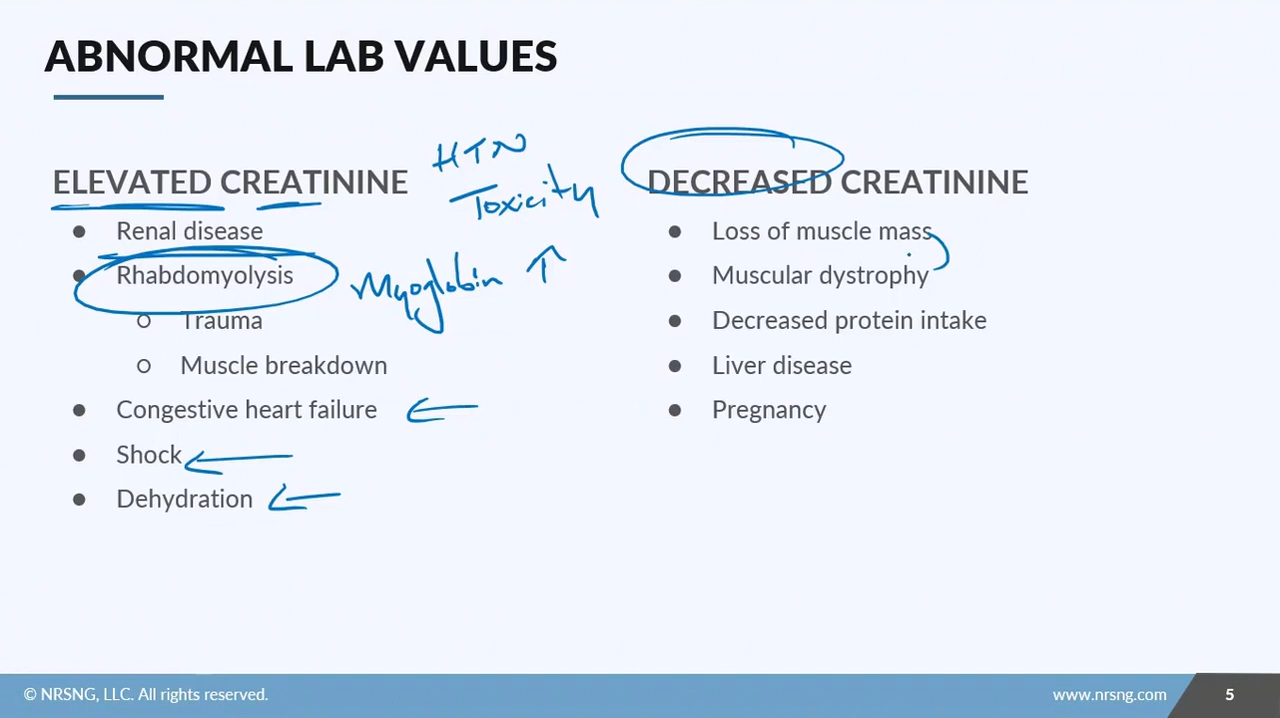 ABNORMAL LAB VALUES
ELEVATED CREATININE
HTN
Toxicity
● Renal disease
● Rhabdomyolysis
Myoglobin ↑
○ Trauma
○ Muscle breakdown
● Congestive heart failure ←
● Shock ←
● Dehydration ←
DECREASED CREATININE
● Loss of muscle mass
● Muscular dystrophy
● Decreased protein intake
● Liver disease
● Pregnancy
© NRSNG, LLC. All rights reserved.
www.nrsng.com
5